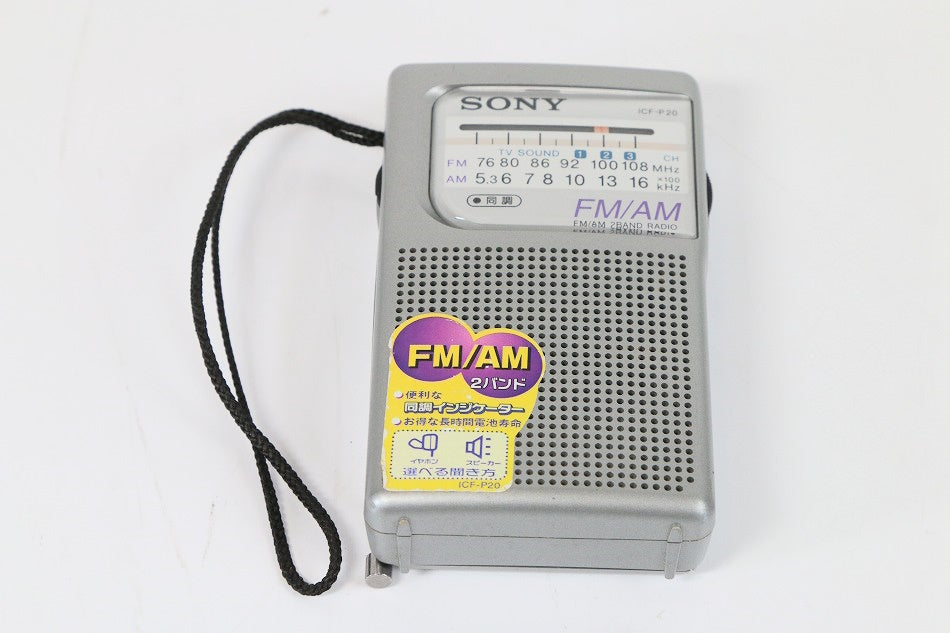 SONY
ICF-P20
TV SOUND 1 2 3 CH
FM 76 80 86 92 100 108 MHz
AM 5.3 6 7 8 10 13 16 ×100 kHz
●同調
FM/AM
FM/AM 2BAND RADIO
FM/AM
2バンド
便利な
同調インジケーター
お得な長時間電池寿命
イヤホン スピーカー
選べる聞き方
ICF-P20